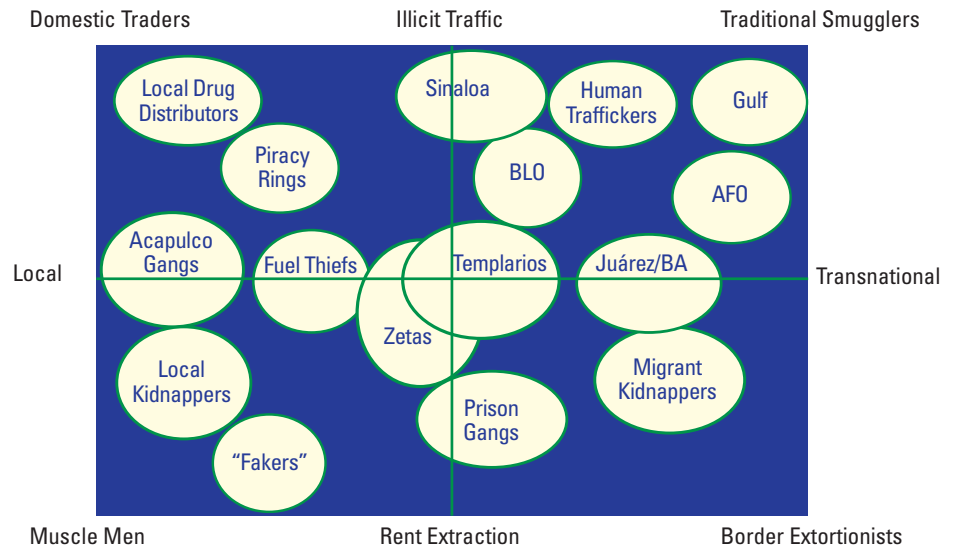 Domestic Traders
Illicit Traffic
Traditional Smugglers
Local Drug
Distributors
Sinaloa
Human
Traffickers
Gulf
Piracy
Rings
BLO
AFO
Acapulco
Gangs
Fuel Thiefs
Templarios
Juárez/BA
Local
Transnational
Zetas
Local
Kidnappers
Migrant
Kidnappers
Prison
Gangs
“Fakers”
Muscle Men
Rent Extraction
Border Extortionists